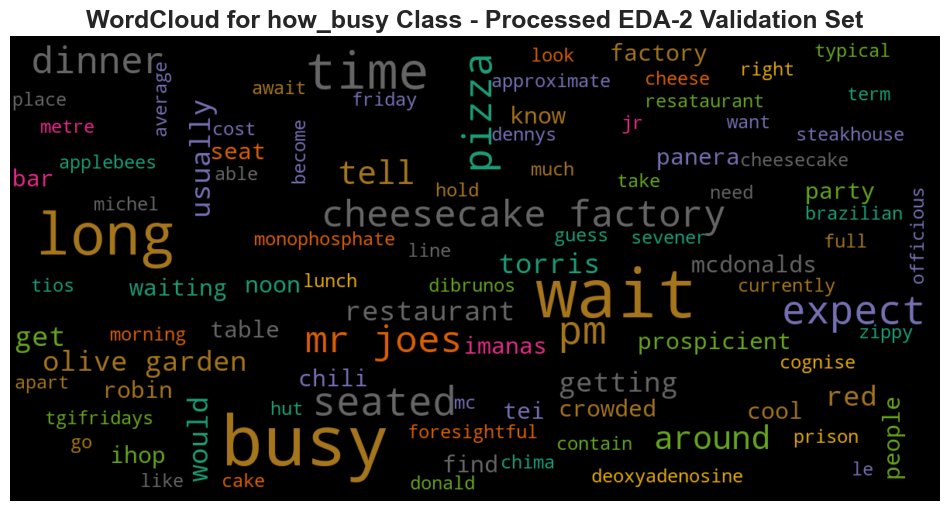 WordCloud for how_busy Class - Processed EDA-2 Validation Set
dinner
time
pizza
look
factory
typical
place
average
await
friday
approximate
cheese
right
resataurant
term
metre
usually
cost
seat
become
know
dennys
jr
want
steakhouse
applebees
able
tell
much
panera
cheesecake
bar
hold
take
need
party
michel
long
cheesecake factory
brazilian
officious
monophosphate
line
guess
sevener
full
torris
mcdonalds
tios
waiting
noon
lunch
dibrunos
wait
currently
expect
restaurant
get
morning
table
mr joes
imanas
pm
prospicient
zippy
olive garden
cognise
apart
robin
chili
getting
seated
mc
tei
crowded
cool
red
tgifridays
would
hut
busy
foresightful
around
prison
people
go
ihop
contain
find
chima
like
cake
donald
deoxyadenosine
le